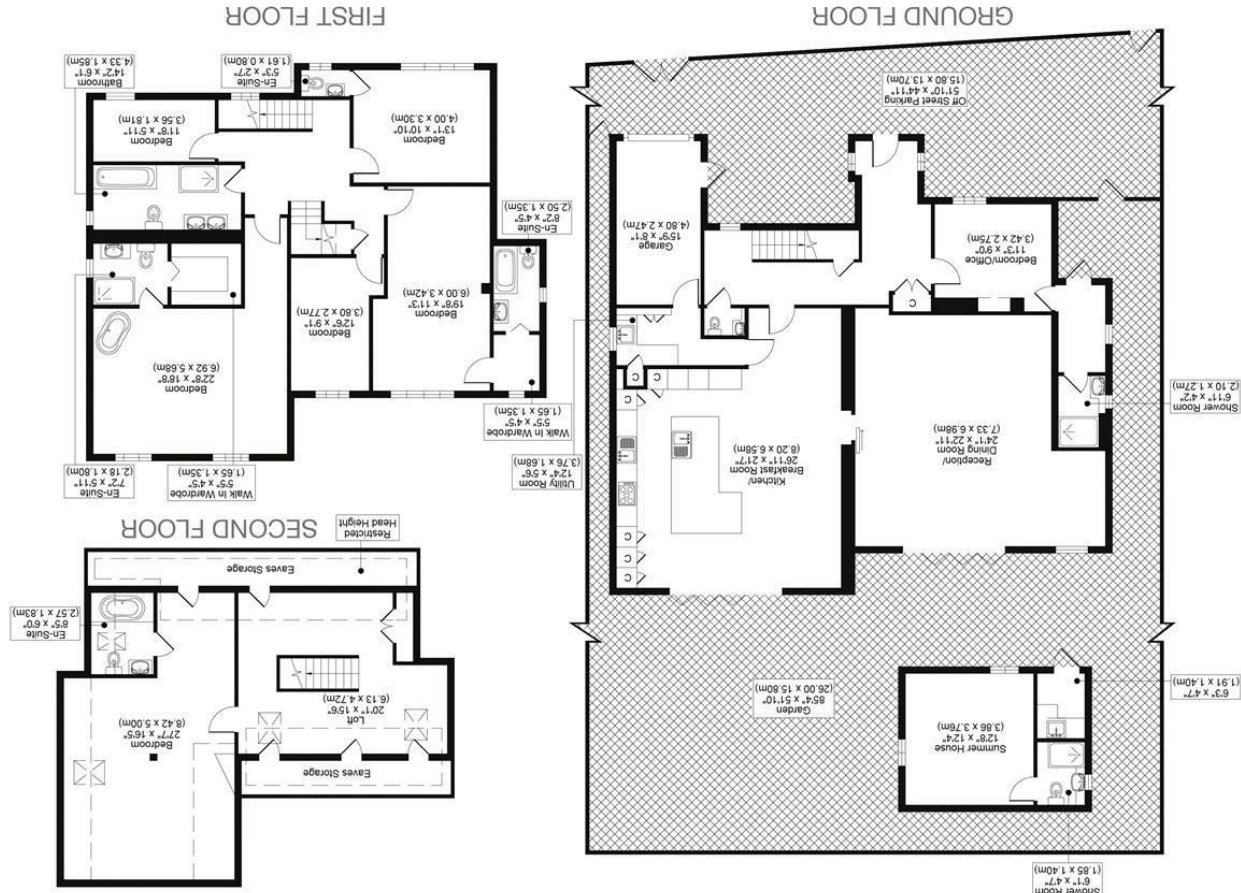 Shower Room
6'1" x 4'7"
(1.85 x 1.40m)
Summer House
12'8" x 12'4"
(3.86 x 3.76m)
6'3" x 4'7"
(1.91 x 1.40m)
Garden
85'4" x 51'10"
(26.00 x 15.80m)
C
C
C
Kitchen/
Breakfast Room
26'11" x 21'7"
(8.20 x 6.58m)
Reception/
Dining Room
24'1" x 22'11"
(7.33 x 6.98m)
Shower Room
6'11" x 4'2"
(2.10 x 1.27m)
C
C
C
Utility Room
12'4" x 5'6"
(3.76 x 1.68m)
C
Bedroom/Office
11'3" x 9'0"
(3.42 x 2.75m)
Garage
15'9" x 8'1"
(4.80 x 2.47m)
Off Street Parking
51'10" x 44'11"
(15.80 x 13.70m)
GROUND FLOOR
Eaves Storage
Bedroom
27'7" x 16'5"
(8.42 x 5.00m)
Loft
20'1" x 15'6"
(6.13 x 4.72m)
En-Suite
8'5" x 6'0"
(2.57 x 1.83m)
Eaves Storage
Restricted
Head Height
SECOND FLOOR
Walk In Wardrobe
5'5" x 4'5"
(1.65 x 1.35m)
En-Suite
7'2" x 5'11"
(2.18 x 1.80m)
Walk In Wardrobe
5'5" x 4'5"
(1.65 x 1.35m)
Bedroom
22'8" x 18'8"
(6.92 x 5.68m)
Bedroom
19'8" x 11'3"
(6.00 x 3.42m)
Bedroom
12'6" x 9'1"
(3.80 x 2.77m)
En-Suite
8'2" x 4'5"
(2.50 x 1.35m)
Bedroom
13'1" x 10'10"
(4.00 x 3.30m)
Bedroom
11'8" x 5'11"
(3.56 x 1.81m)
En-Suite
5'3" x 2'7"
(1.61 x 0.80m)
Bathroom
14'2" x 6'1"
(4.33 x 1.85m)
FIRST FLOOR